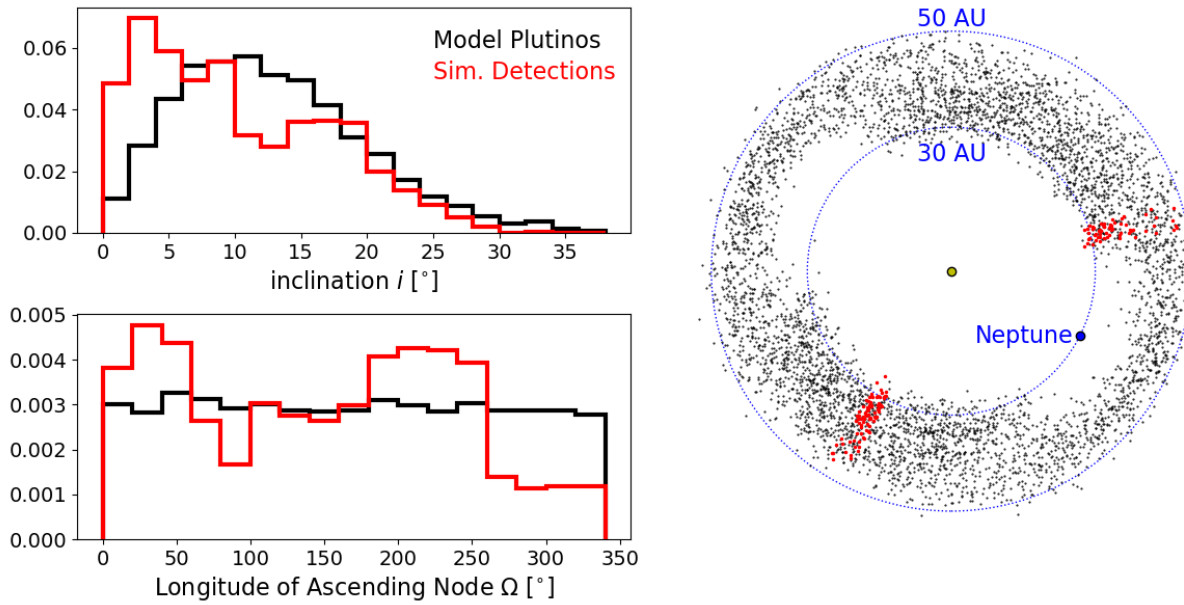 0.06
0.04
0.02
0.00
Model Plutinos
Sim. Detections
0 5 10 15 20 25 30 35
inclination i [°]
0.005
0.004
0.003
0.002
0.001
0.000
0 50 100 150 200 250 300 350
Longitude of Ascending Node Ω [°]
50 AU
30 AU
Neptune